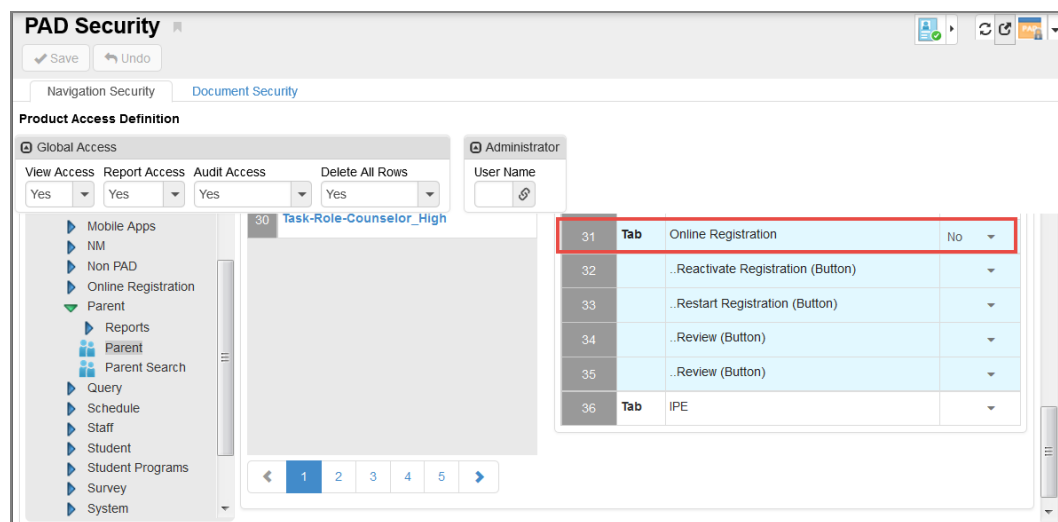 PAD Security
Save Undo
Navigation Security Document Security
Product Access Definition
Global Access
View Access Report Access Audit Access Delete All Rows
Yes Yes Yes Yes
Administrator
User Name
Mobile Apps
NM
Non PAD
Online Registration
Parent
Reports
Parent
Parent Search
Query
Schedule
Staff
Student
Student Programs
Survey
System
30 Task-Role-Counselor_High
1 2 3 4 5
31 Tab Online Registration No
32 ..Reactivate Registration (Button)
33 ..Restart Registration (Button)
34 ..Review (Button)
35 ..Review (Button)
36 Tab IPE